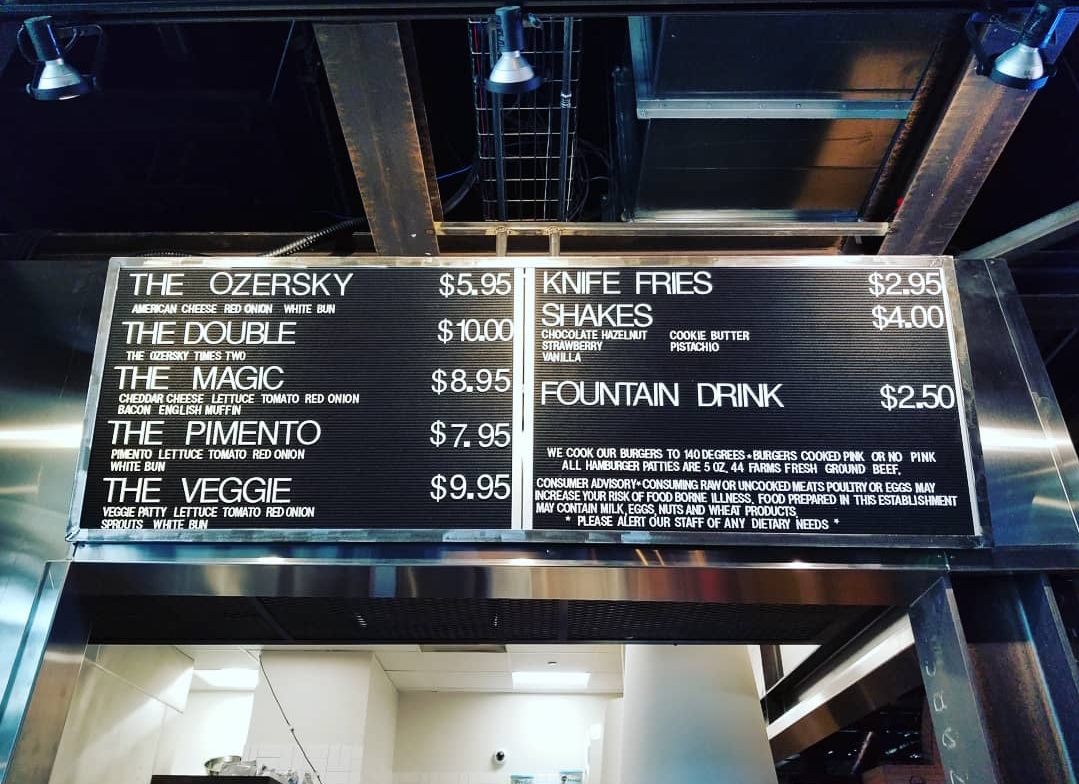 THE OZERSKY $5.95
AMERICAN CHEESE RED ONION WHITE BUN
THE DOUBLE $10.00
THE OZERSKY TIMES TWO
THE MAGIC $8.95
CHEDDAR CHEESE LETTUCE TOMATO RED ONION
BACON ENGLISH MUFFIN
THE PIMENTO $7.95
PIMENTO LETTUCE TOMATO RED ONION
WHITE BUN
THE VEGGIE $9.95
VEGGIE PATTY LETTUCE TOMATO RED ONION
SPROUTS WHITE BUN
KNIFE FRIES $2.95
SHAKES $4.00
CHOCOLATE HAZELNUT COOKIE BUTTER
STRAWBERRY PISTACHIO
VANILLA
FOUNTAIN DRINK $2.50
WE COOK OUR BURGERS TO 140 DEGREES * BURGERS COOKED PINK OR NO PINK
ALL HAMBURGER PATTIES ARE 5 OZ. 44 FARMS FRESH GROUND BEEF.
CONSUMER ADVISORY * CONSUMING RAW OR UNCOOKED MEATS POULTRY OR EGGS MAY
INCREASE YOUR RISK OF FOOD BORNE ILLNESS. FOOD PREPARED IN THIS ESTABLISHMENT
MAY CONTAIN MILK, EGGS, NUTS AND WHEAT PRODUCTS.
* PLEASE ALERT OUR STAFF OF ANY DIETARY NEEDS *